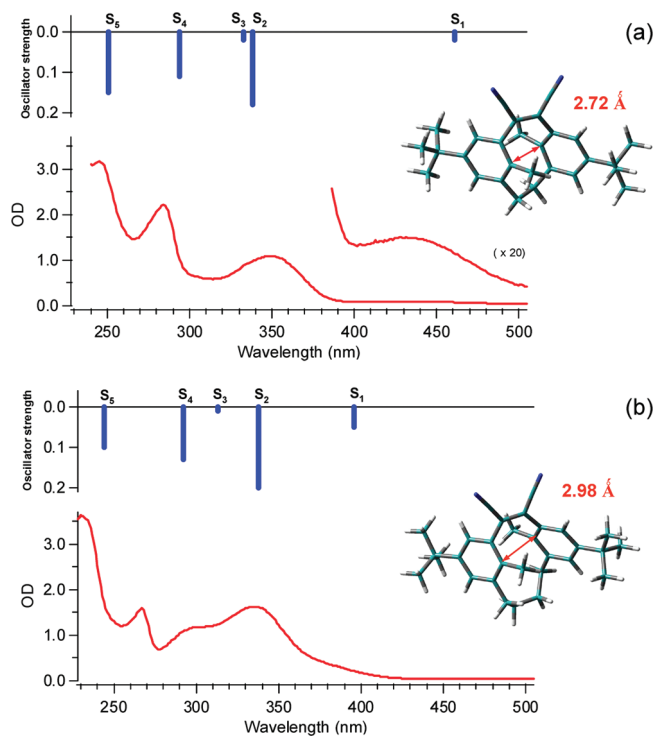 (a)
S5 S4 S3 S2 S1
Oscillator strength
0.0
0.1
0.2
2.72 Å
OD
3.0
2.0
1.0
0.0
( x 20)
250 300 350 400 450 500
Wavelength (nm)
(b)
S5 S4 S3 S2 S1
Oscillator strength
0.0
0.1
0.2
2.98 Å
OD
3.0
2.0
1.0
0.0
250 300 350 400 450 500
Wavelength (nm)